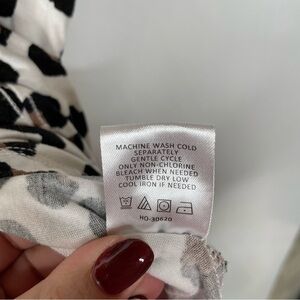 MACHINE WASH COLD
SEPARATELY
GENTLE CYCLE
ONLY NON-CHLORINE
BLEACH WHEN NEEDED
TUMBLE DRY LOW
COOL IRON IF NEEDED
HO-30620